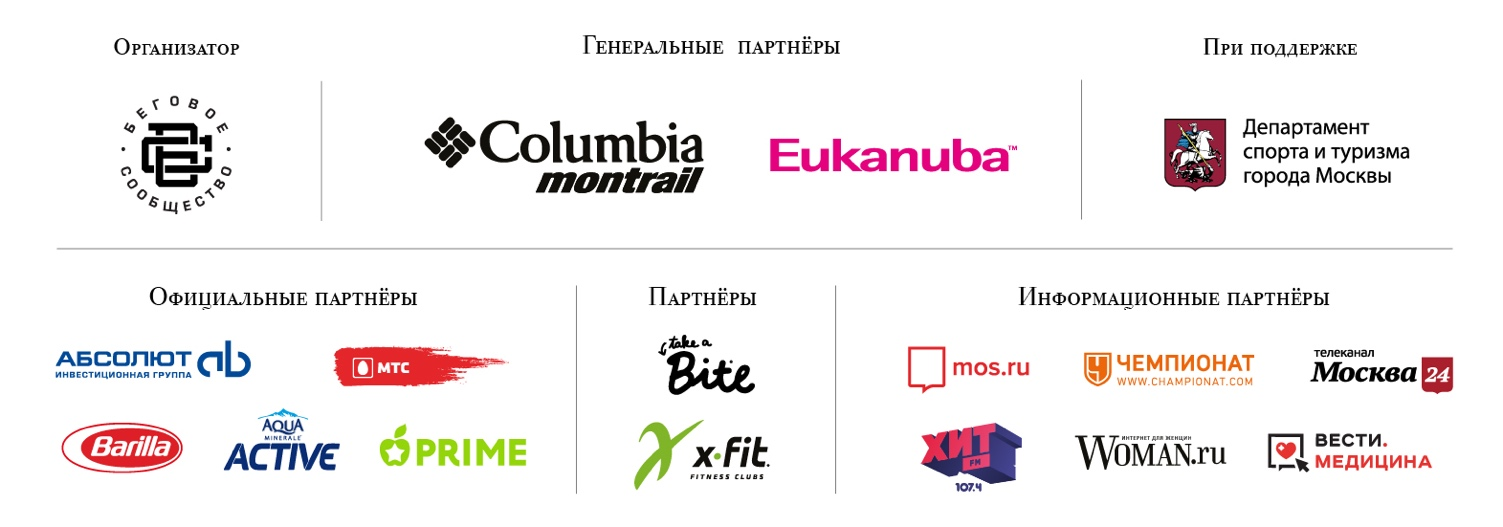 Организатор
Генеральные партнёры
При поддержке
БЕГОВОЕ
СООБЩЕСТВО
Columbia
montrail
Eukanuba™
Департамент
спорта и туризма
города Москвы
Официальные партнёры
Партнёры
Информационные партнёры
АБСОЛЮТ
ИНВЕСТИЦИОННАЯ ГРУППА
ab
МТС
take a
Bite
mos.ru
Ч ЧЕМПИОНАТ
WWW.CHAMPIONAT.COM
телеканал
Москва 24
Barilla
AQUA
MINERALE
ACTIVE
PRIME
x·fit.
FITNESS CLUBS
ХИТ
FM
107.4
ИНТЕРНЕТ ДЛЯ ЖЕНЩИН
WOMAN.ru
ВЕСТИ.
МЕДИЦИНА